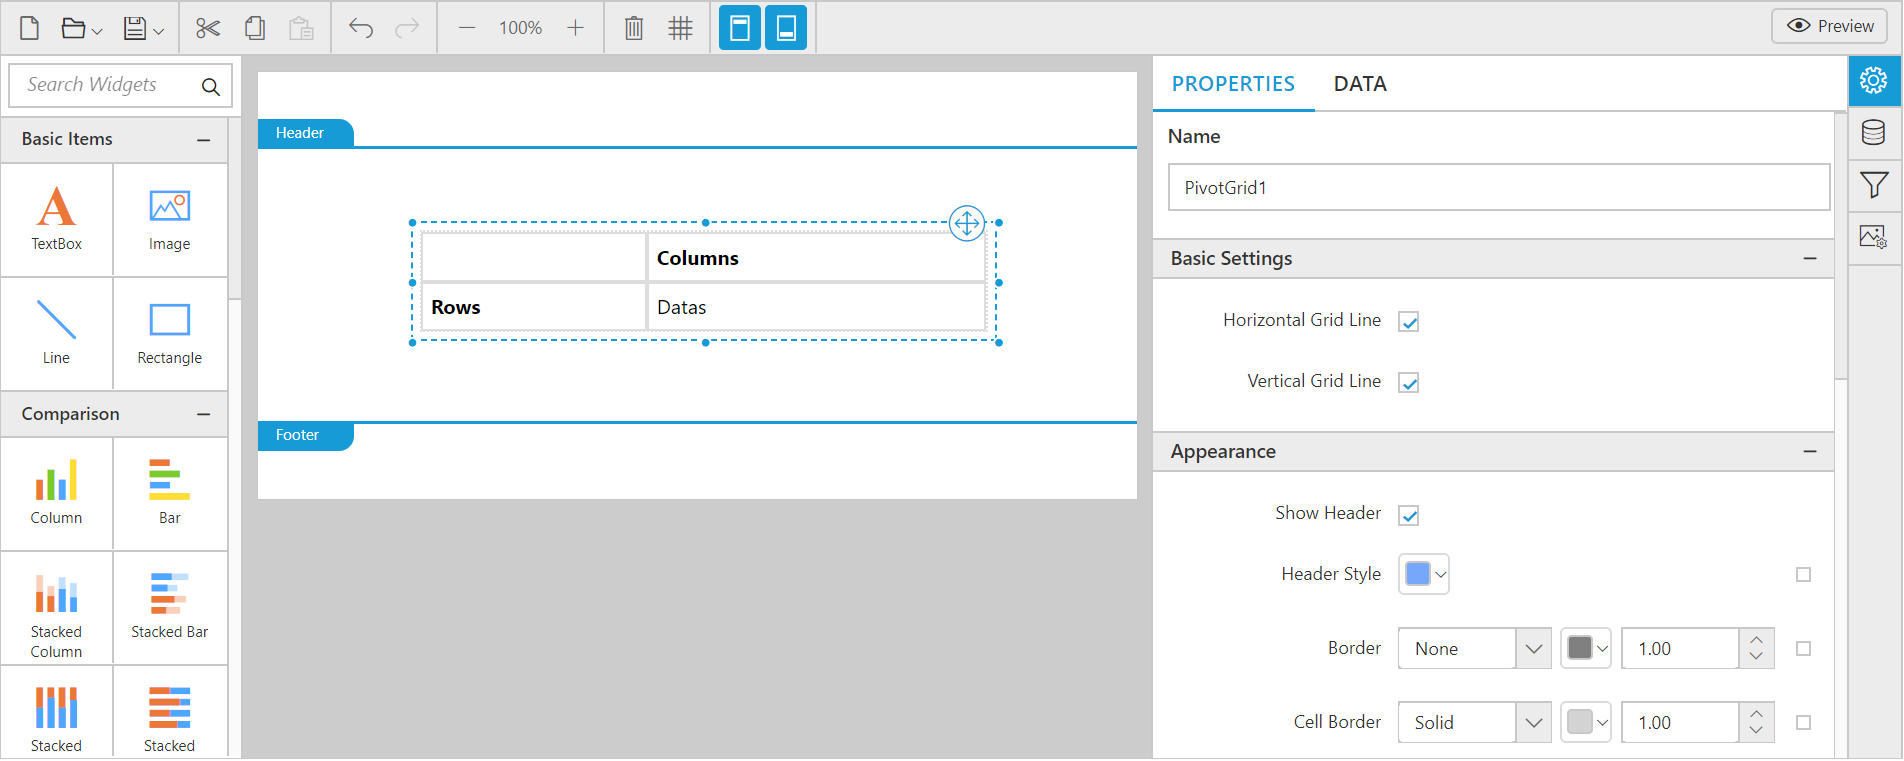 100%
Preview
Search Widgets
Basic Items
TextBox
Image
Line
Rectangle
Comparison
Column
Bar
Stacked
Column
Stacked Bar
Stacked
Stacked
Header
Columns
Rows
Datas
Footer
PROPERTIES
DATA
Name
PivotGrid1
Basic Settings
Horizontal Grid Line
Vertical Grid Line
Appearance
Show Header
Header Style
Border
None
1.00
Cell Border
Solid
1.00